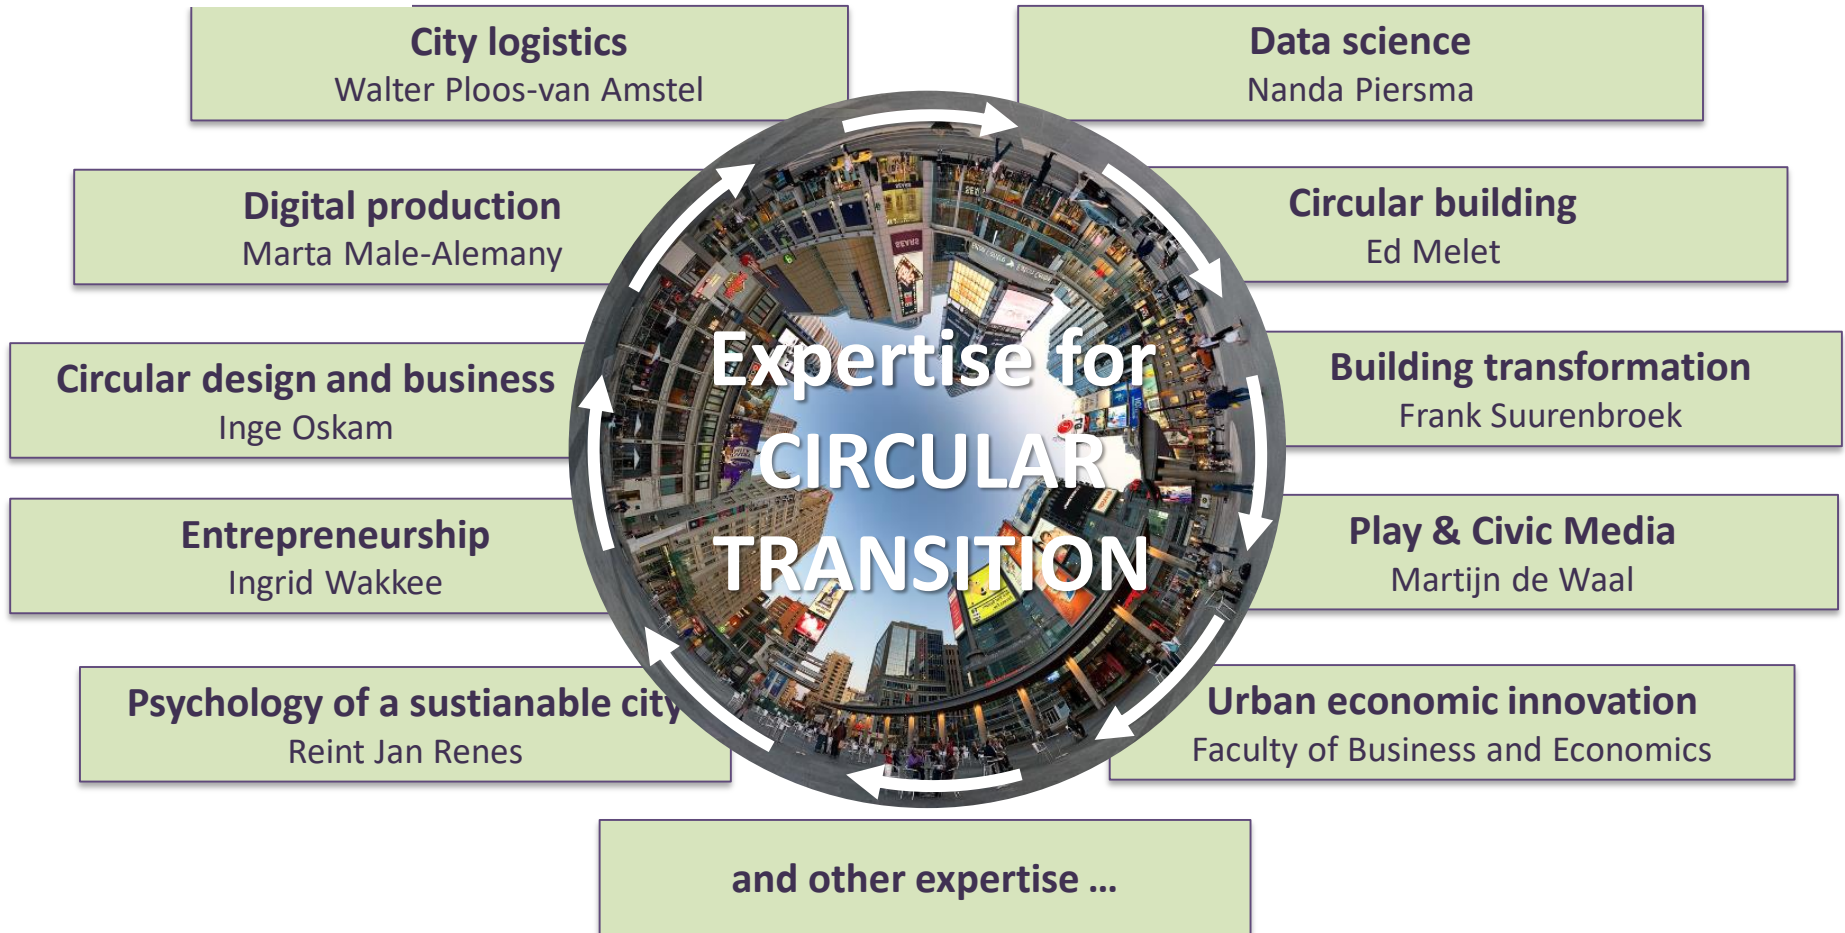 City logistics
Walter Ploos-van Amstel
Data science
Nanda Piersma
Digital production
Marta Male-Alemany
Circular building
Ed Melet
Circular design and business
Inge Oskam
Building transformation
Frank Suurenbroek
Expertise for
CIRCULAR
TRANSITION
Entrepreneurship
Ingrid Wakkee
Play & Civic Media
Martijn de Waal
Psychology of a sustianable city
Reint Jan Renes
Urban economic innovation
Faculty of Business and Economics
and other expertise ...
SEARS